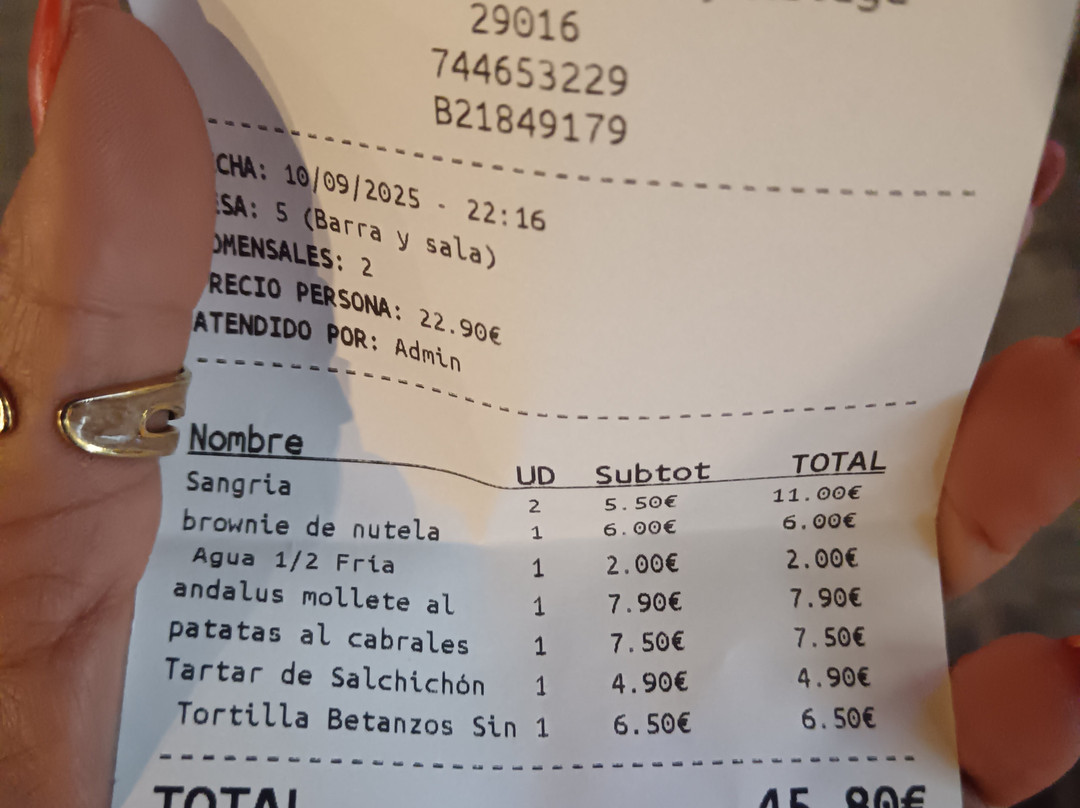 29016
744653229
B21849179
CHA: 10/09/2025 - 22:16
SA: 5 (Barra y sala)
OMENSALES: 2
RECIO PERSONA: 22.90€
ATENDIDO POR: Admin
Nombre UD Subtot TOTAL
Sangria 2 5.50€ 11.00€
brownie de nutela 1 6.00€ 6.00€
Agua 1/2 Fria 1 2.00€ 2.00€
andalus mollete al 1 7.90€ 7.90€
patatas al cabrales 1 7.50€ 7.50€
Tartar de Salchichón 1 4.90€ 4.90€
Tortilla Betanzos Sin 1 6.50€ 6.50€
TOTAL 45.80€